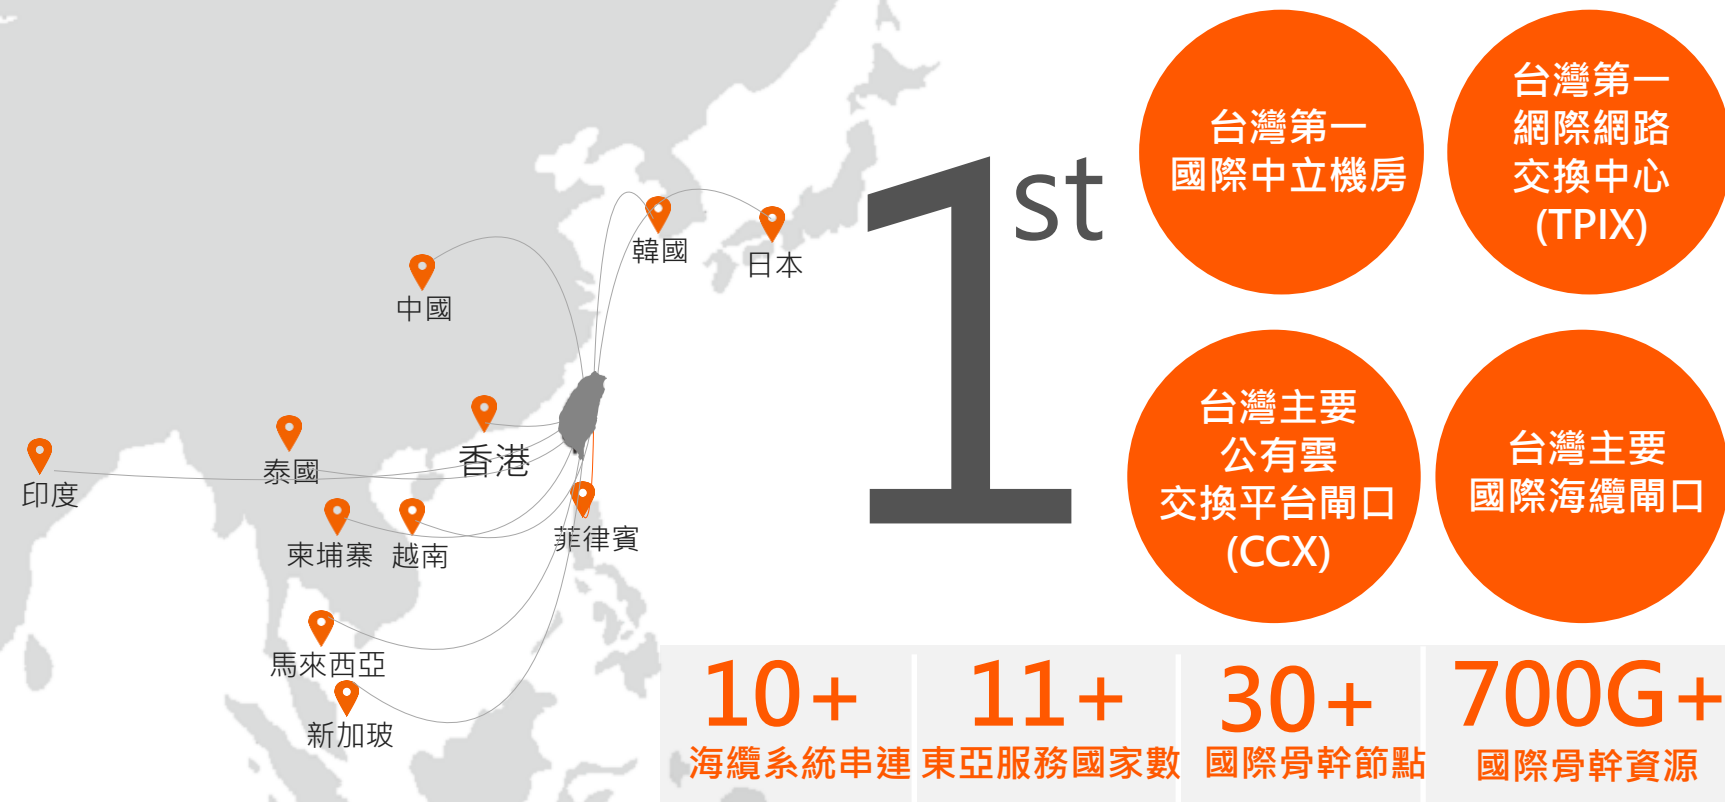 韓國
日本
中國
香港
泰國
印度
菲律賓
柬埔寨
越南
馬來西亞
新加玻
1st
台灣第一
國際中立機房
台灣第一
網際網路
交換中心
(TPIX)
台灣主要
公有雲
交換平台閘口
(CCX)
台灣主要
國際海纜閘口
10+
海纜系統串連
11+
東亞服務國家數
30+
國際骨幹節點
700G+
國際骨幹資源